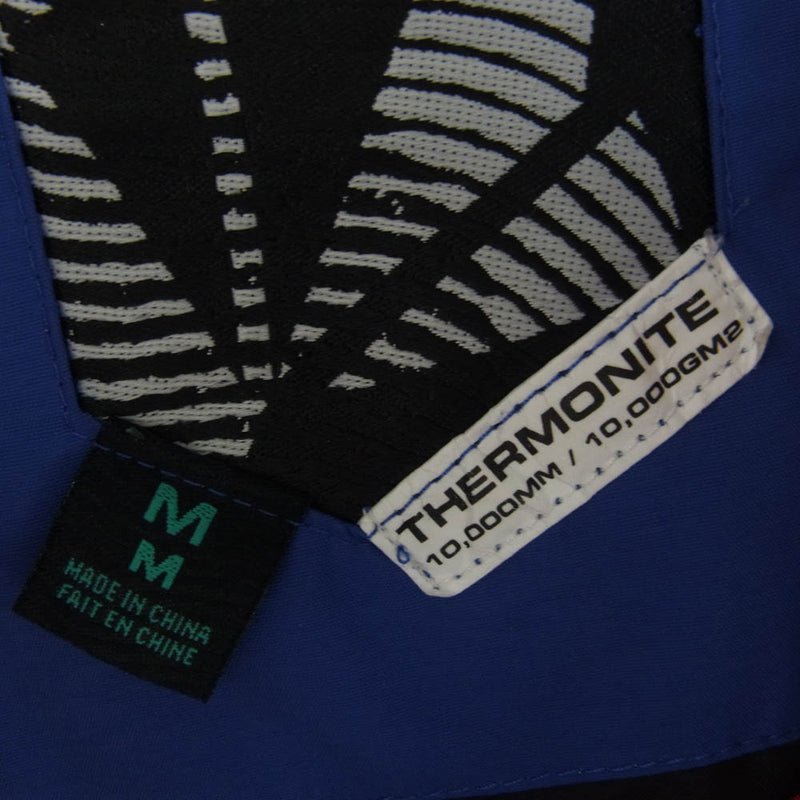 M
M
MADE IN CHINA
FAIT EN CHINE
THERMONITE
10,000MM / 10,000GM2